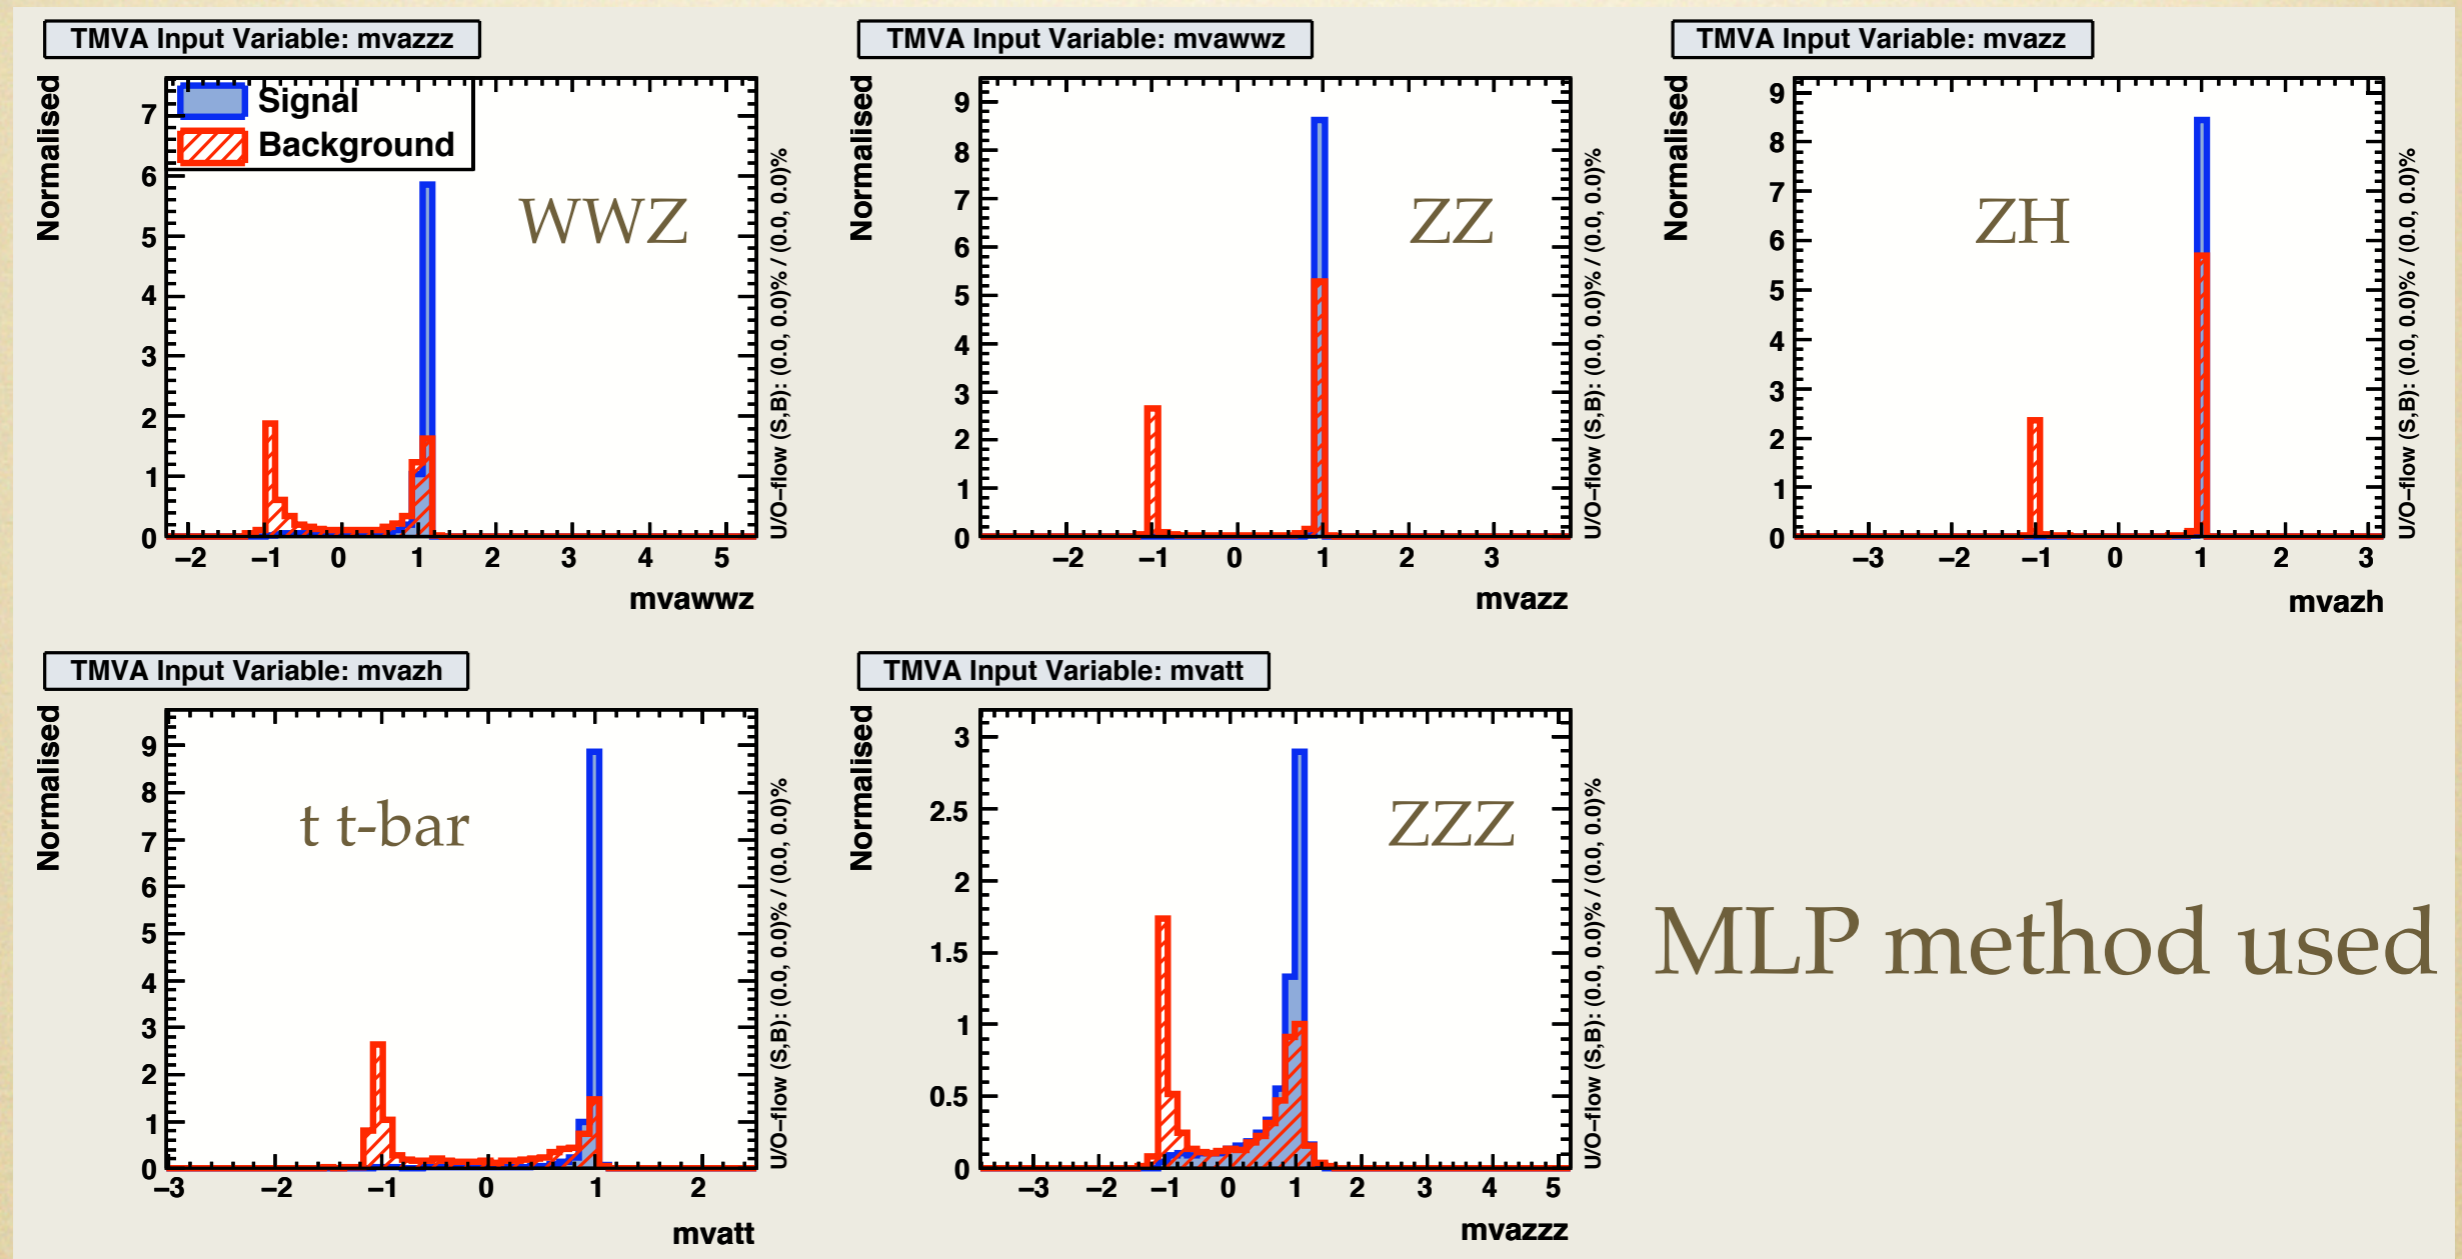 TMVA Input Variable: mvazzz
Normalised
7
6
5
4
3
2
1
0
Signal
Background
WWZ
−2 −1 0 1 2 3 4 5
mvawwz
U/O−flow (S,B): (0.0, 0.0)% / (0.0, 0.0)%
TMVA Input Variable: mvawwz
Normalised
9
8
7
6
5
4
3
2
1
0
ZZ
−2 −1 0 1 2 3
mvazz
U/O−flow (S,B): (0.0, 0.0)% / (0.0, 0.0)%
TMVA Input Variable: mvazz
Normalised
9
8
7
6
5
4
3
2
1
0
ZH
−3 −2 −1 0 1 2 3
mvazh
U/O−flow (S,B): (0.0, 0.0)% / (0.0, 0.0)%
TMVA Input Variable: mvazh
Normalised
9
8
7
6
5
4
3
2
1
0
t t-bar
−3 −2 −1 0 1 2
mvatt
U/O−flow (S,B): (0.0, 0.0)% / (0.0, 0.0)%
TMVA Input Variable: mvatt
Normalised
3
2.5
2
1.5
1
0.5
0
ZZZ
−3 −2 −1 0 1 2 3 4 5
mvazzz
U/O−flow (S,B): (0.0, 0.0)% / (0.0, 0.0)%
MLP method used